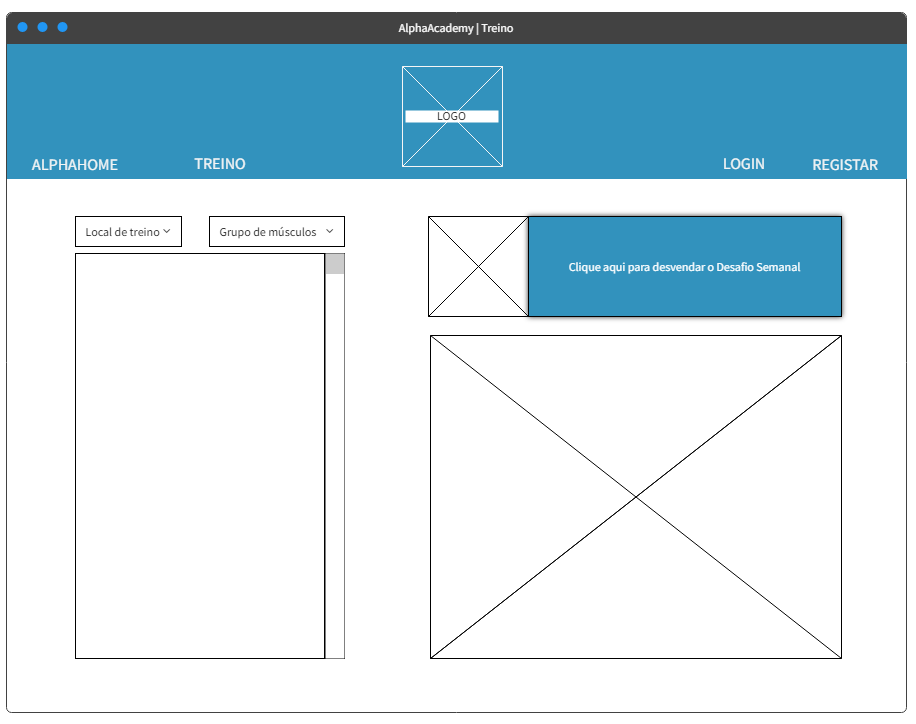 AlphaAcademy | Treino
LOGO
ALPHAHOME
TREINO
LOGIN
REGISTAR
Local de treino
Grupo de músculos
Clique aqui para desvendar o Desafio Semanal